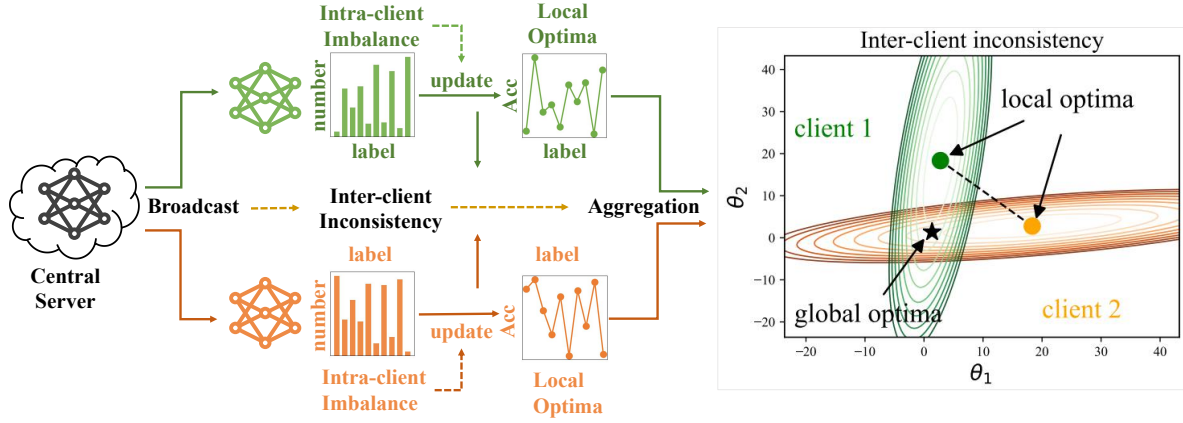 Intra-client
Imbalance
number
label
update
Local
Optima
Acc
label
Central
Server
Broadcast
Inter-client
Inconsistency
Aggregation
label
number
Intra-client
Imbalance
update
label
Acc
Local
Optima
Inter-client inconsistency
40
30
20
10
0
−10
−20
θ2
client 1
local optima
global optima
client 2
−20
−10
0
10
20
30
40
θ1